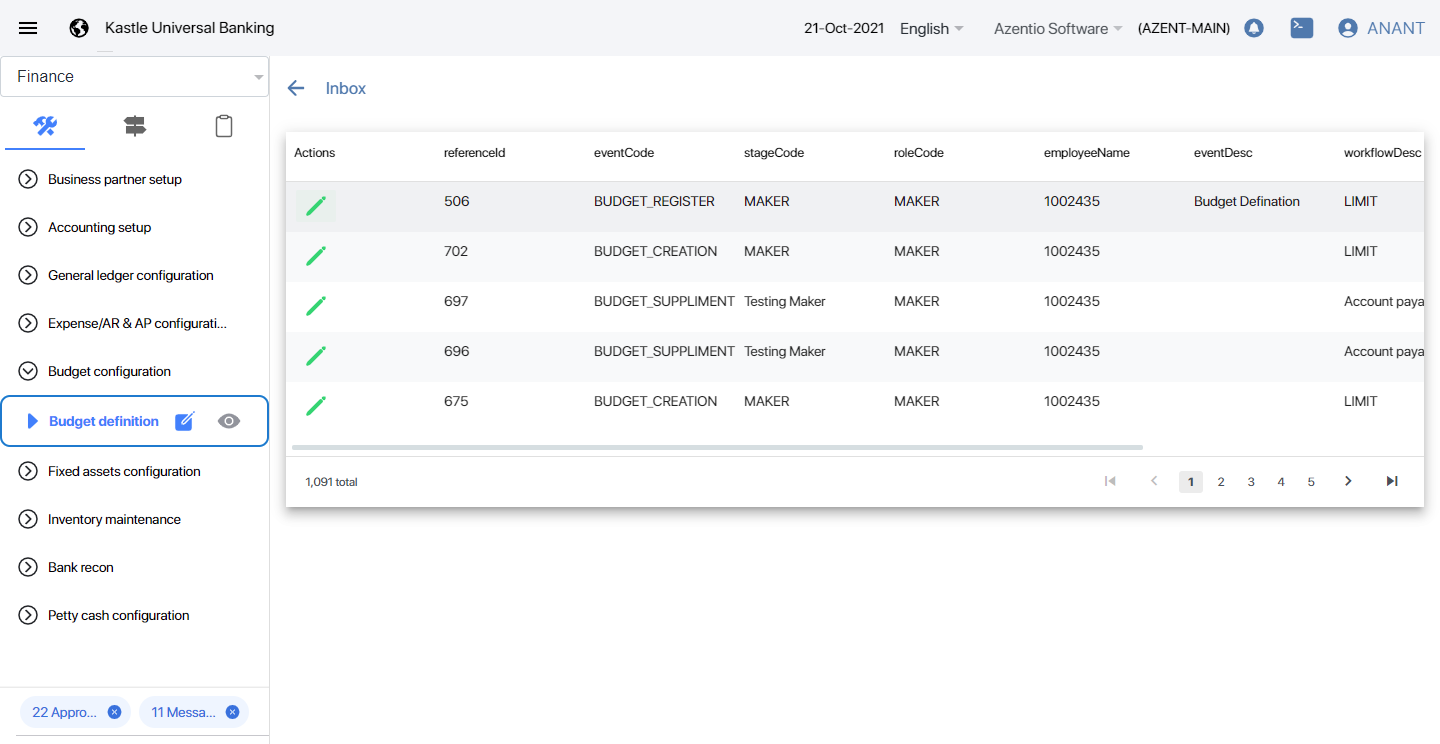 Kastle Universal Banking
21-Oct-2021 English Azentio Software (AZENT-MAIN) ANANT
Finance
Business partner setup
Accounting setup
General ledger configuration
Expense/AR & AP configurati...
Budget configuration
Budget definition
Fixed assets configuration
Inventory maintenance
Bank recon
Petty cash configuration
22 Appro...
11 Messa...
Inbox
Actions referenceId eventCode stageCode roleCode employeeName eventDesc workflowDesc
506 BUDGET_REGISTER MAKER MAKER 1002435 Budget Defination LIMIT
702 BUDGET_CREATION MAKER MAKER 1002435 LIMIT
697 BUDGET_SUPPLIMENT Testing Maker MAKER 1002435 Account paya
696 BUDGET_SUPPLIMENT Testing Maker MAKER 1002435 Account paya
675 BUDGET_CREATION MAKER MAKER 1002435 LIMIT
1,091 total 1 2 3 4 5